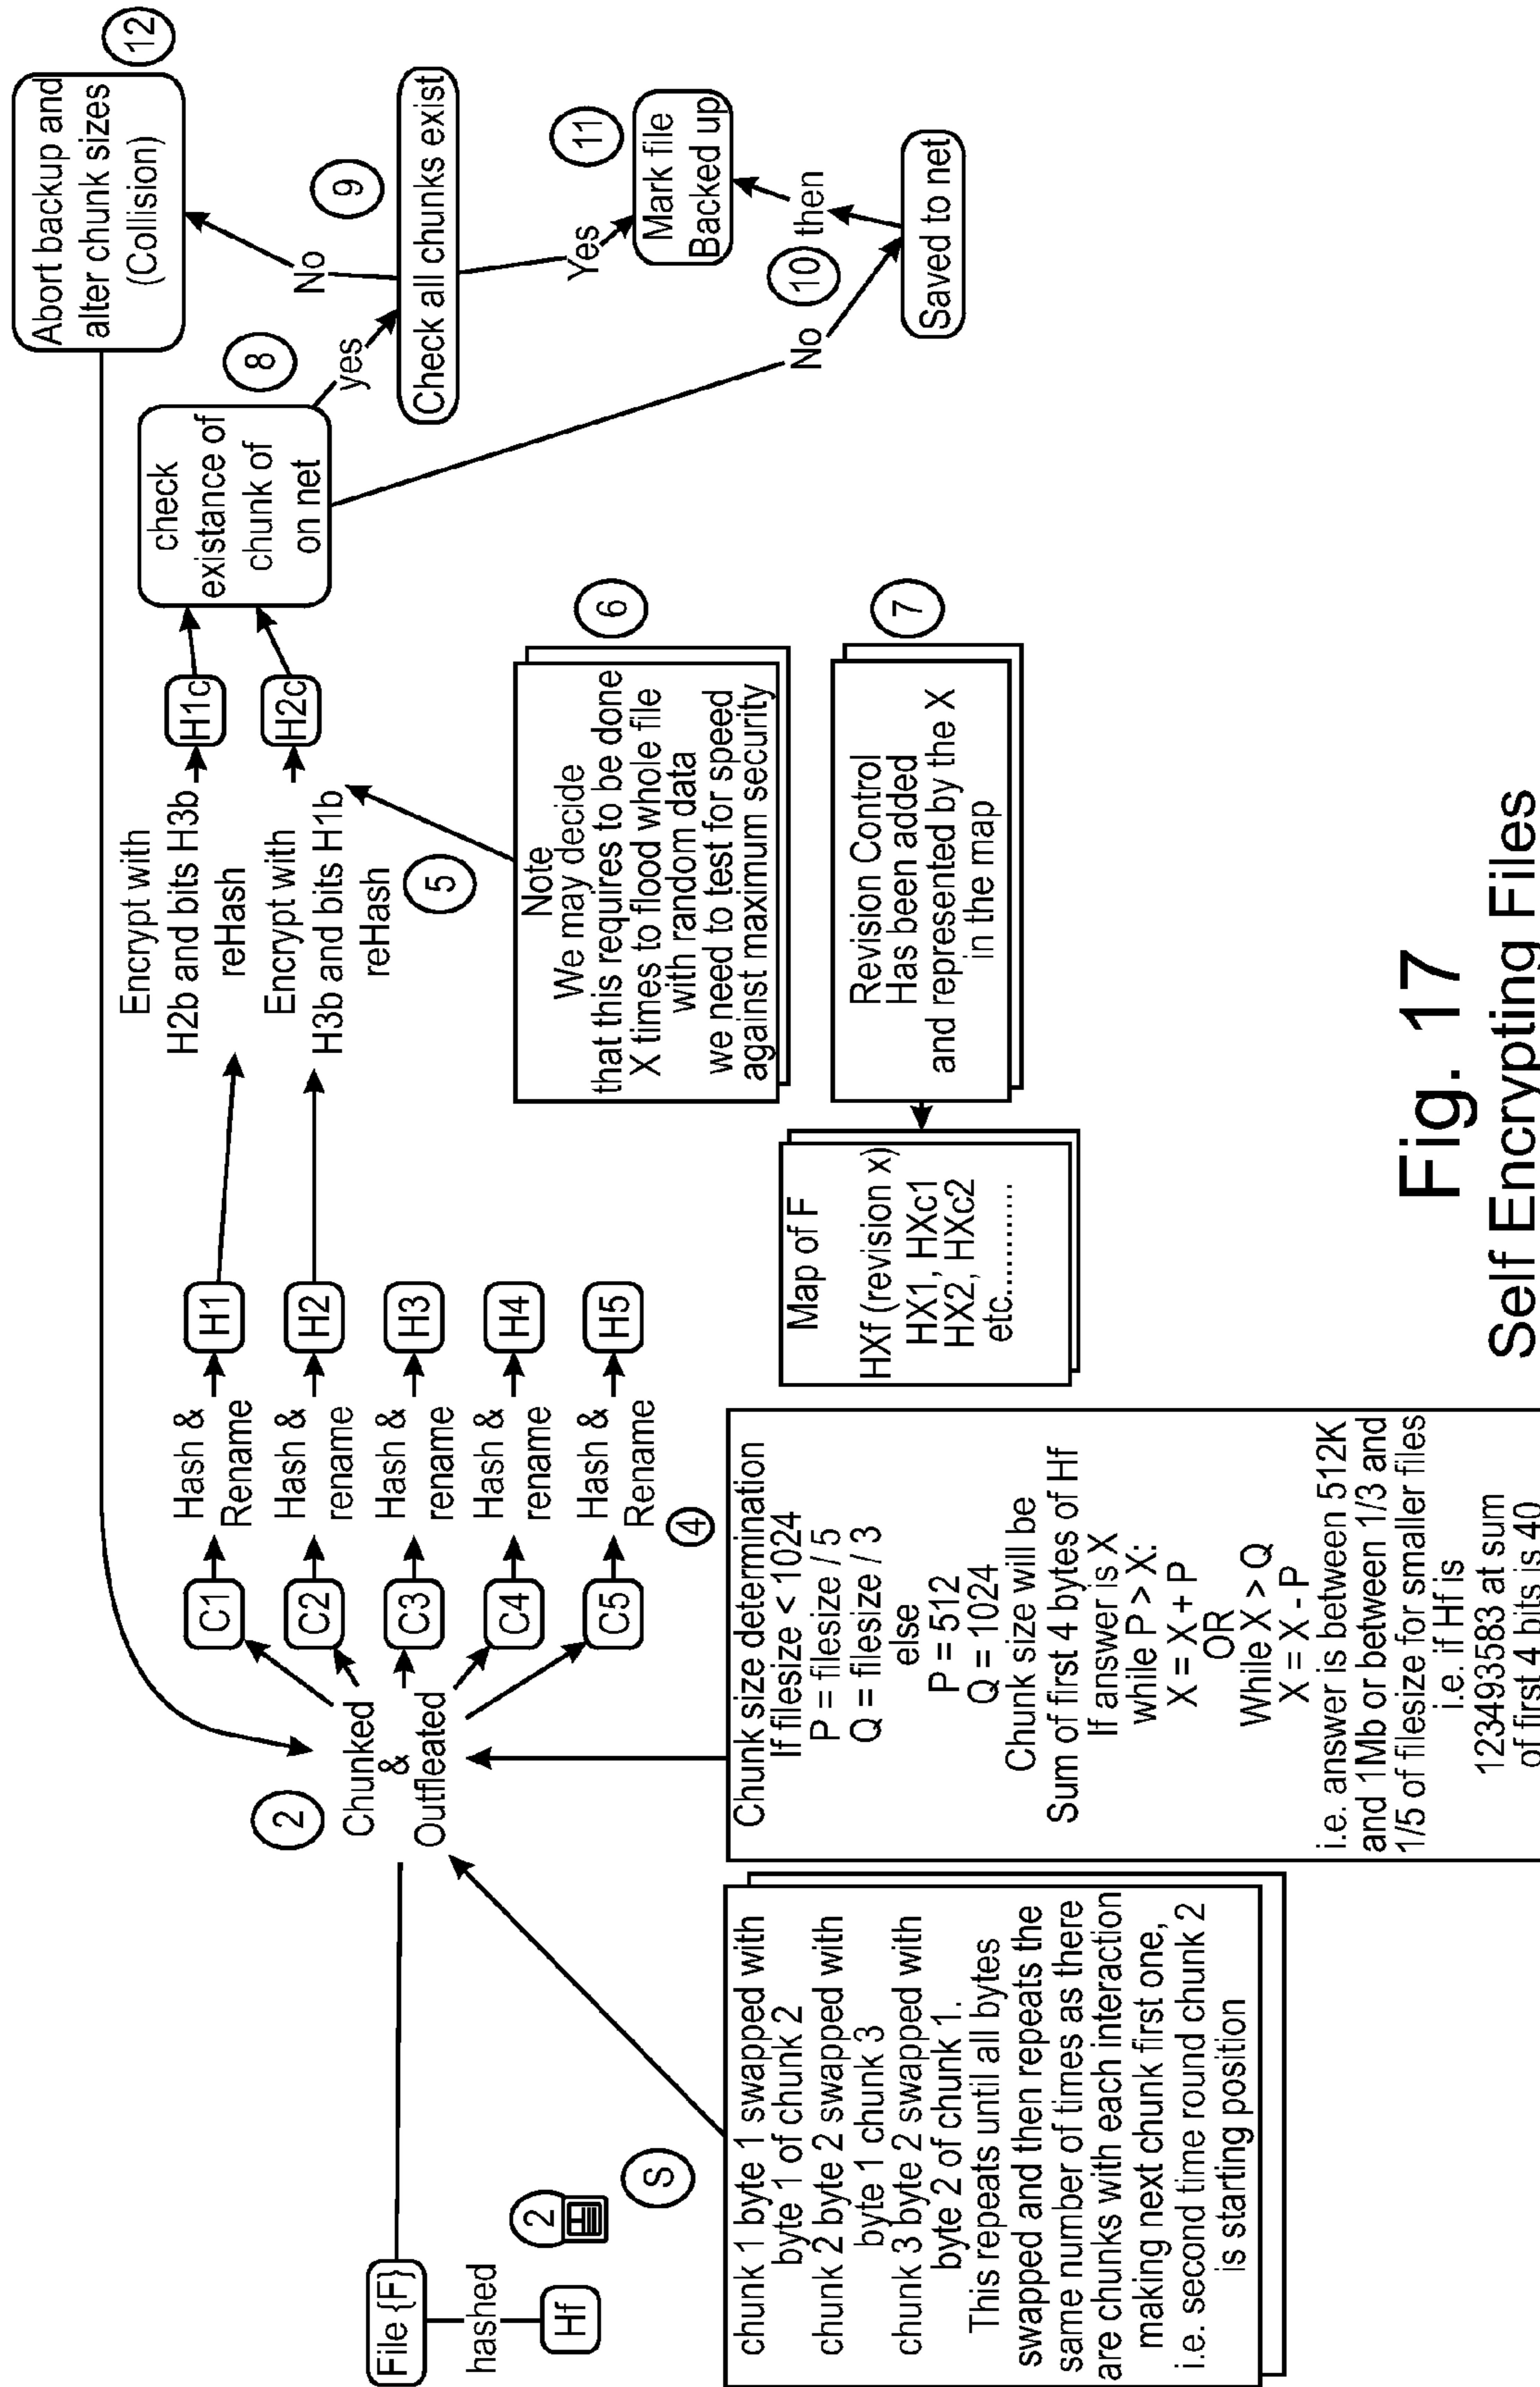 File {F}
hashed
Hf
2
S
chunk 1 byte 1 swapped with
byte 1 of chunk 2
chunk 2 byte 2 swapped with
byte 1 chunk 3
chunk 3 byte 2 swapped with
byte 2 of chunk 1.
This repeats until all bytes
swapped and then repeats the
same number of times as there
are chunks with each interaction
making next chunk first one,
i.e. second time round chunk 2
is starting position
2
Chunked
&
Outfleated
C1
Hash &
Rename
H1
C2
Hash &
rename
H2
C3
Hash &
rename
H3
C4
Hash &
rename
H4
C5
Hash &
Rename
H5
4
Chunk size determination
If filesize < 1024
P = filesize / 5
Q = filesize / 3
else
P = 512
Q = 1024
Chunk size will be
Sum of first 4 bytes of Hf
If answer is X
while P > X:
X = X + P
OR
While X > Q
X = X - P
i.e. answer is between 512K
and 1Mb or between 1/3 and
1/5 of filesize for smaller files
i.e. if Hf is
123493583 at sum
of first 4 bits is 40
Encrypt with
H2b and bits H3b
reHash
H1c
Encrypt with
H3b and bits H1b
reHash
H2c
5
Note
We may decide
that this requires to be done
X times to flood whole file
with random data
we need to test for speed
against maximum security
6
Map of F
HXf (revision x)
HX1, HXc1
HX2, HXc2
etc............
Revision Control
Has been added
and represented by the X
in the map
7
check
existance of
chunk of
on net
8
yes
Check all chunks exist
9
No
Abort backup and
alter chunk sizes
(Collision)
12
Yes
Mark file
Backed up
11
No
10
then
Saved to net
Fig. 17
Self Encrypting Files